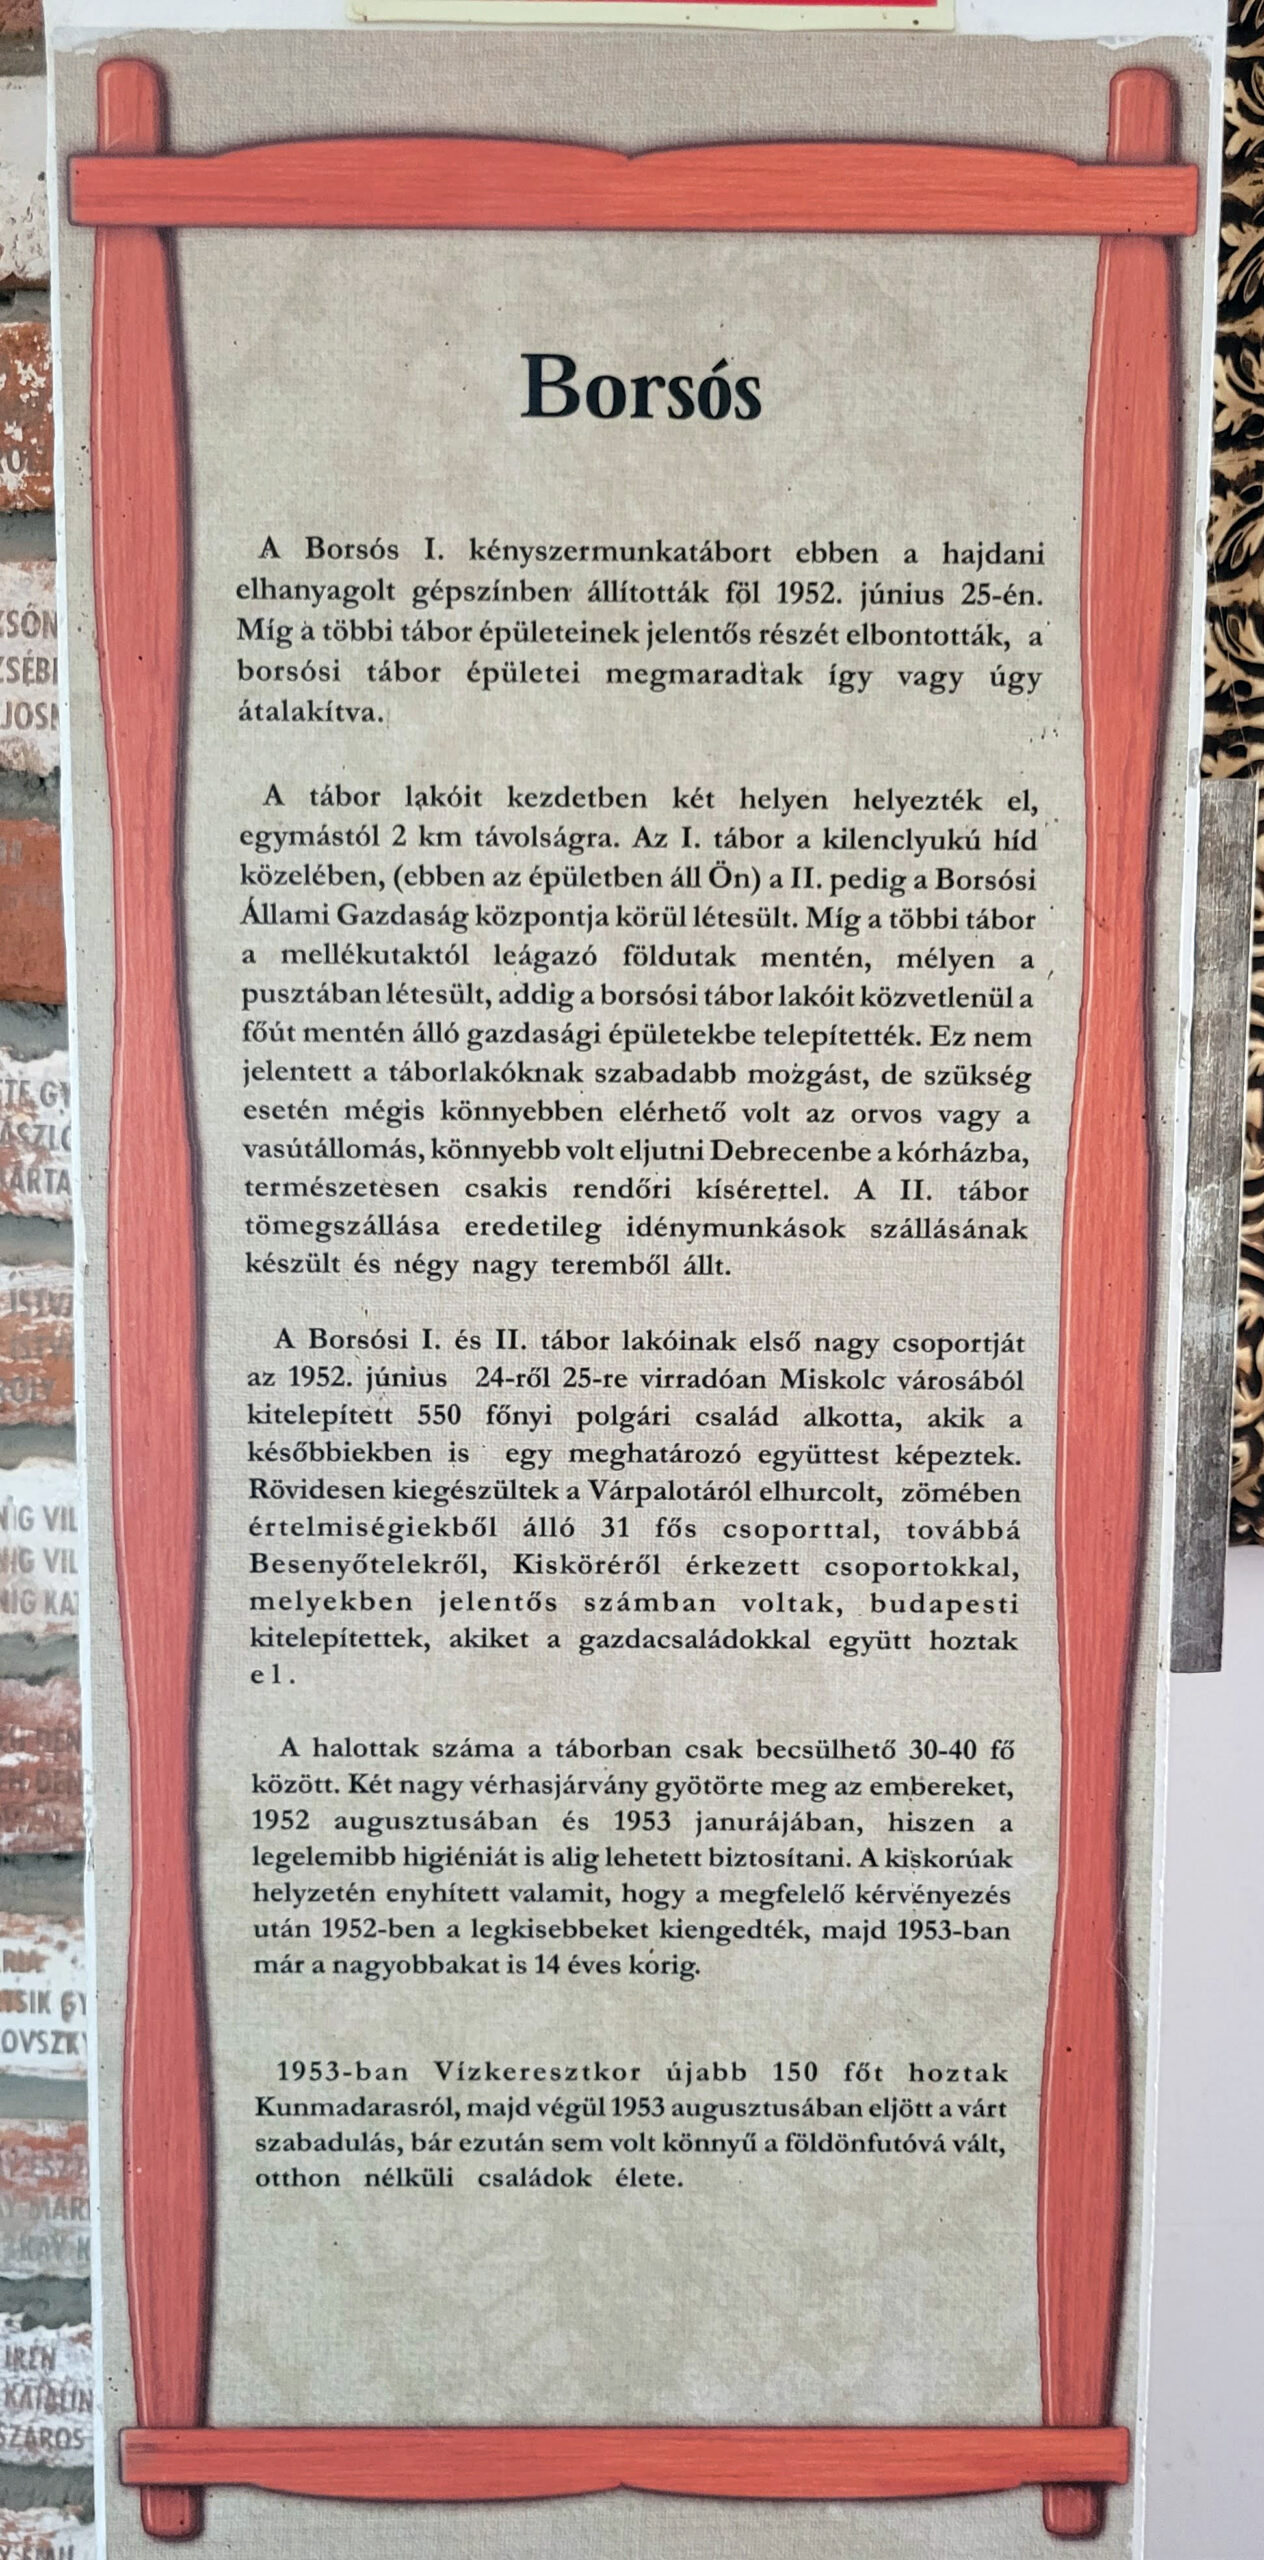 Borsós
A Borsós I. kényszermunkatábort ebben a hajdani
elhanyagolt gépszínben állították föl 1952. június 25-én.
Míg a többi tábor épületeinek jelentős részét elbontották, a
borsósi tábor épületei megmaradtak így vagy úgy
átalakítva.
A tábor lakóit kezdetben két helyen helyezték el,
egymástól 2 km távolságra. Az I. tábor a kilenclyukú híd
közelében, (ebben az épületben áll Ön) a II. pedig a Borsósi
Állami Gazdaság központja körül létesült. Míg a többi tábor
a mellékutaktól leágazó földutak mentén, mélyen a
pusztában létesült, addig a borsósi tábor lakóit közvetlenül a
főút mentén álló gazdasági épületekbe telepítették. Ez nem
jelentett a táborlakóknak szabadabb mozgást, de szükség
esetén mégis könnyebben elérhető volt az orvos vagy a
vasútállomás, könnyebb volt eljutni Debrecenbe a kórházba,
természetesen csakis rendőri kísérettel. A II. tábor
tömegszállása eredetileg idénymunkások szállásának
készült és négy nagy teremből állt.
A Borsósi I. és II. tábor lakóinak első nagy csoportját
az 1952. június 24-ről 25-re virradóan Miskolc városából
kitelepített 550 főnyi polgári család alkotta, akik a
későbbiekben is egy meghatározó együttest képeztek.
Rövidesen kiegészültek a Várpalotáról elhurcolt, zömében
értelmiségiekből álló 31 fős csoporttal, továbbá
Besenyőtelekről, Kisköréről érkezett csoportokkal,
melyekben jelentős számban voltak, budapesti
kitelepítettek, akiket a gazdacsaládokkal együtt hoztak
el.
A halottak száma a táborban csak becsülhető 30-40 fő
között. Két nagy vérhasjárvány gyötörte meg az embereket,
1952 augusztusában és 1953 janurájában, hiszen a
legelemibb higiéniát is alig lehetett biztosítani. A kiskorúak
helyzetén enyhített valamit, hogy a megfelelő kérvényezés
után 1952-ben a legkisebbeket kiengedték, majd 1953-ban
már a nagyobbakat is 14 éves korig.
1953-ban Vízkeresztkor újabb 150 főt hoztak
Kunmadarasról, majd végül 1953 augusztusában eljött a várt
szabadulás, bár ezután sem volt könnyű a földönfutóvá vált,
otthon nélküli családok élete.
NIG VIL
NIG VIL
IREN
KATALIN